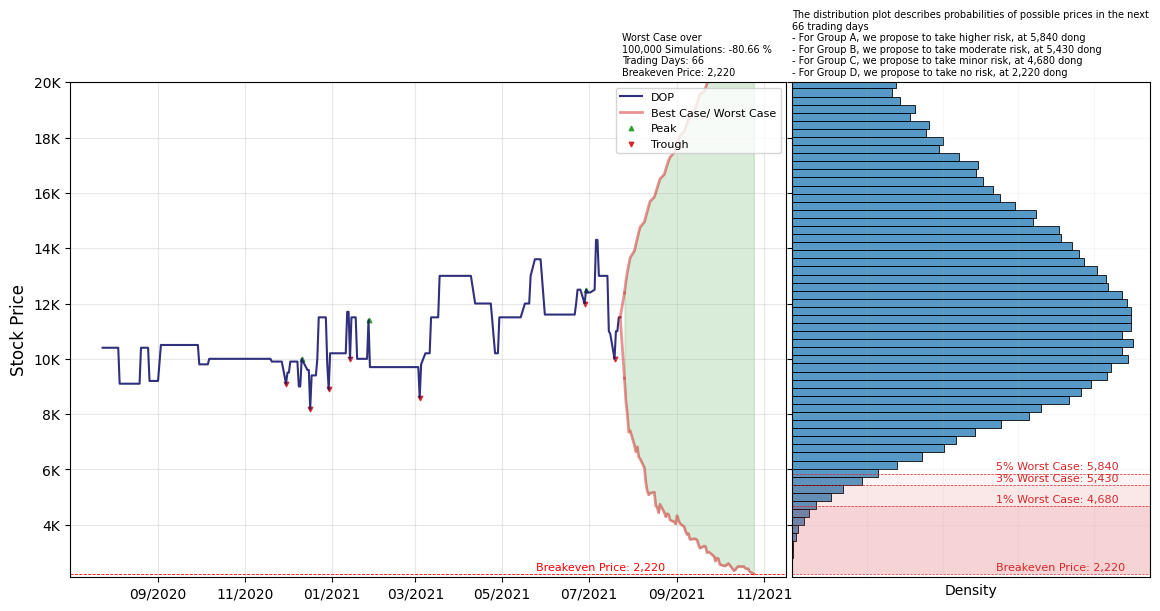 The distribution plot describes probabilities of possible prices in the next
66 trading days
- For Group A, we propose to take higher risk, at 5,840 dong
- For Group B, we propose to take moderate risk, at 5,430 dong
- For Group C, we propose to take minor risk, at 4,680 dong
- For Group D, we propose to take no risk, at 2,220 dong
Worst Case over
100,000 Simulations: -80.66 %
Trading Days: 66
Breakeven Price: 2,220
DOP
Best Case/ Worst Case
Peak
Trough
Stock Price
20K
18K
16K
14K
12K
10K
8K
6K
4K
Breakeven Price: 2,220
09/2020
11/2020
01/2021
03/2021
05/2021
07/2021
09/2021
11/2021
5% Worst Case: 5,840
3% Worst Case: 5,430
1% Worst Case: 4,680
Breakeven Price: 2,220
Density